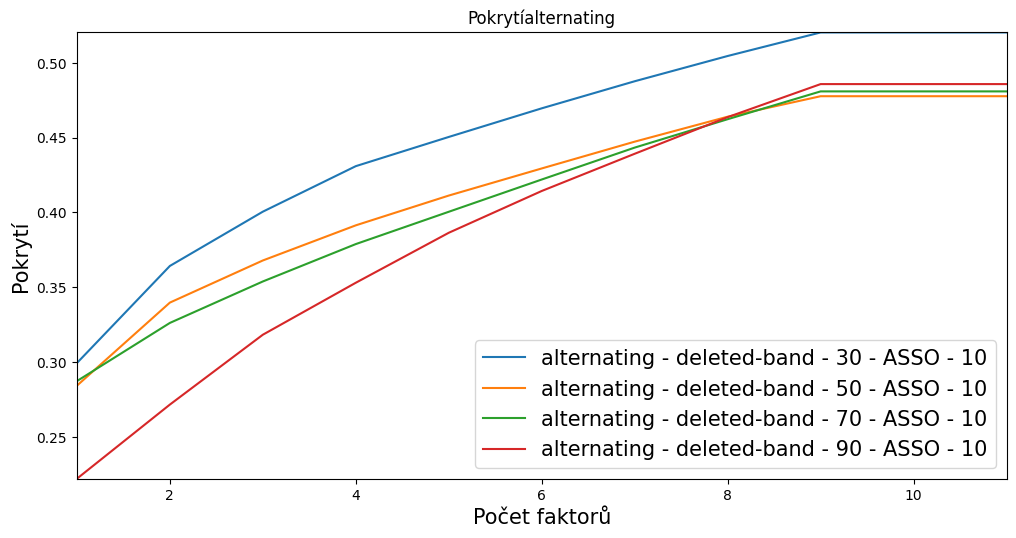 Pokrytíalternating
0.50
0.45
0.40
0.35
0.30
0.25
Pokrytí
alternating - deleted-band - 30 - ASSO - 10
alternating - deleted-band - 50 - ASSO - 10
alternating - deleted-band - 70 - ASSO - 10
alternating - deleted-band - 90 - ASSO - 10
2 4 6 8 10
Počet faktorů